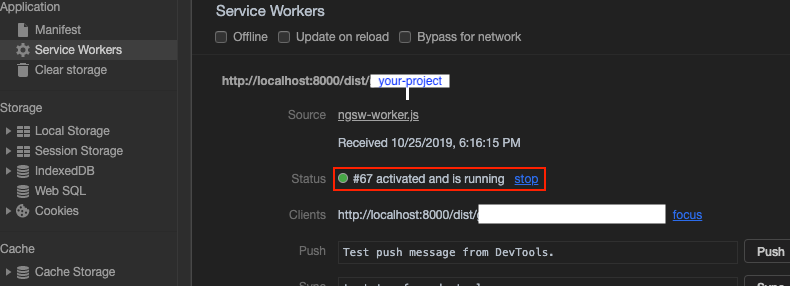 Application
Manifest
Service Workers
Clear storage
Storage
Local Storage
Session Storage
IndexedDB
Web SQL
Cookies
Cache
Cache Storage
Service Workers
Offline Update on reload Bypass for network
http://localhost:8000/dist/ your-project
Source ngsw-worker.js
Received 10/25/2019, 6:16:15 PM
Status #67 activated and is running stop
Clients http://localhost:8000/dist/ focus
Push Test push message from DevTools. Push